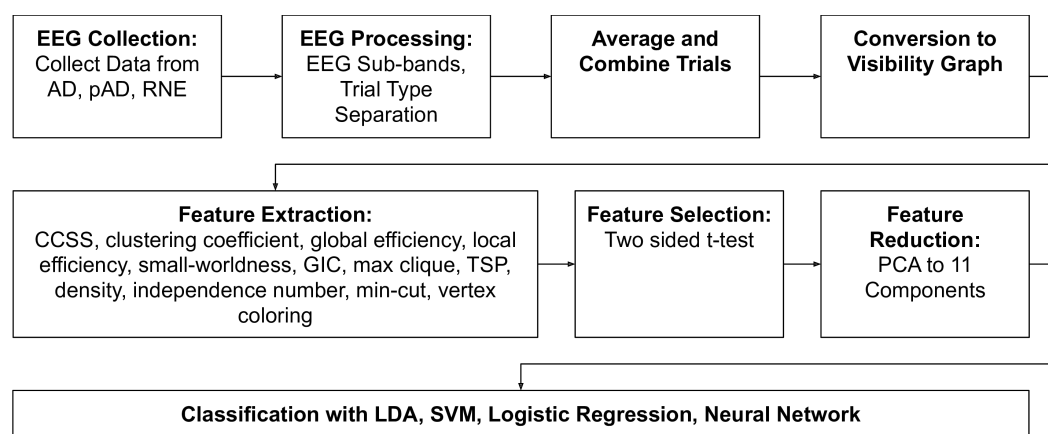 EEG Collection:
Collect Data from
AD, pAD, RNE
EEG Processing:
EEG Sub-bands,
Trial Type
Separation
Average and
Combine Trials
Conversion to
Visibility Graph
Feature Extraction:
CCSS, clustering coefficient, global efficiency, local
efficiency, small-worldness, GIC, max clique, TSP,
density, independence number, min-cut, vertex
coloring
Feature Selection:
Two sided t-test
Feature
Reduction:
PCA to 11
Components
Classification with LDA, SVM, Logistic Regression, Neural Network